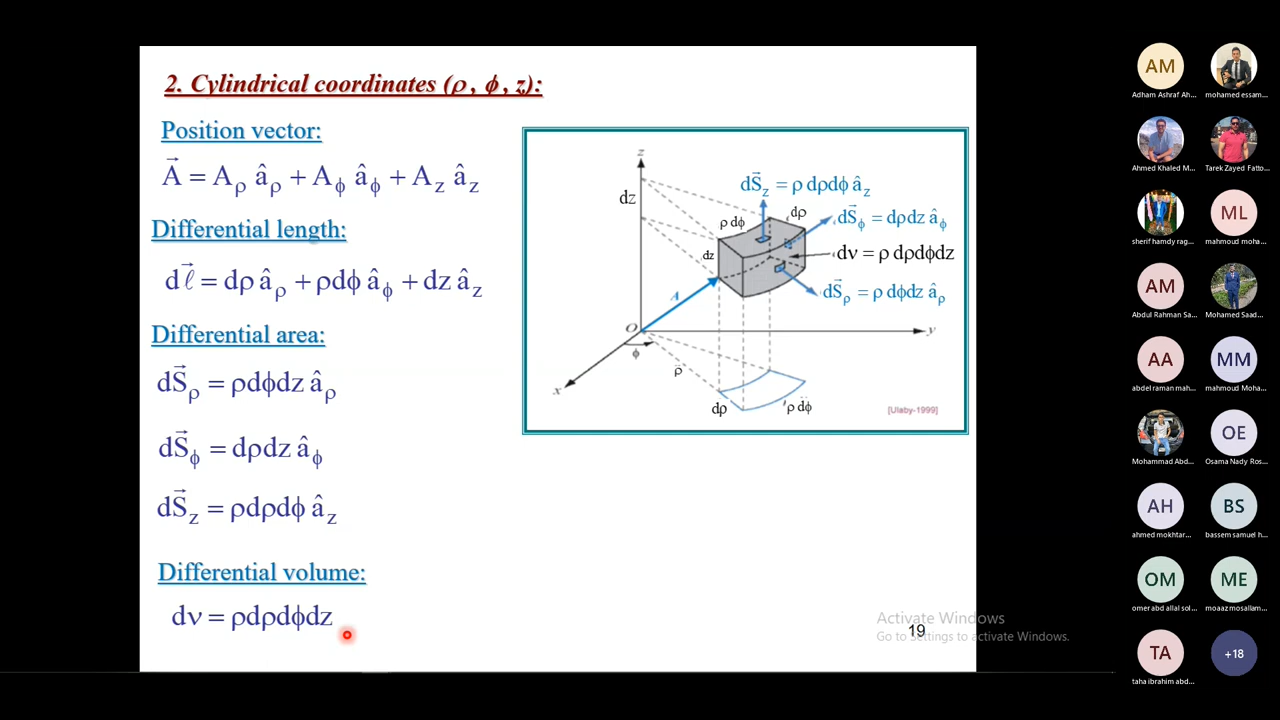 2. Cylindrical coordinates (ρ , ϕ , z):
Position vector:
A⃗ = Aρ âρ + Aϕ âϕ + Az âz
Differential length:
dℓ⃗ = dρ âρ + ρdϕ âϕ + dz âz
Differential area:
dS⃗ρ = ρdϕdz âρ
dS⃗ϕ = dρdz âϕ
dS⃗z = ρdρdϕ âz
Differential volume:
dv = ρdρdϕdz
z
dz
dS⃗z = ρ dρdϕ âz
ρ dϕ
dρ
dS⃗ϕ = dρdz âϕ
dz
dv = ρ dρdϕdz
A
dS⃗ρ = ρ dϕdz âρ
O
y
ϕ
ρ
x
dρ
ρ dϕ
[Ulaby-1999]
Activate Windows
Go to Settings to activate Windows.
19
AM
Adham Ashraf Ah...
mohamed essam...
Ahmed Khaled M...
Tarek Zayed Fatto...
ML
sherif hamdy rag...
mahmoud moha...
AM
Abdul Rahman Sa...
Mohamed Saad...
AA
MM
abdel raman mah...
mahmoud Moha...
OE
Mohammad Abd...
Osama Nady Ros...
AH
BS
ahmed mokhtar...
bassem samuel h...
OM
ME
omer abd allal sol...
moaaz mosallam...
TA
+18
taha ibrahim abd...